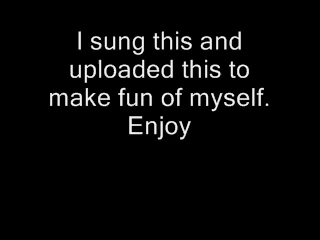 I sung this and
uploaded this to
make fun of myself.
Enjoy